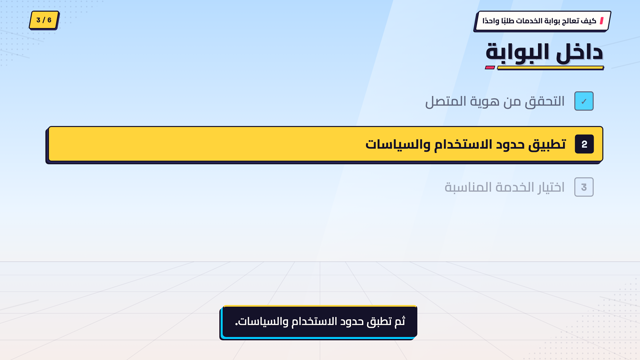 كيف تعالج بوابة الخدمات طلبًا واحدًا
3 / 6
داخل البوابة
✓ التحقق من هوية المتصل
2 تطبيق حدود الاستخدام والسياسات
3 اختيار الخدمة المناسبة
ثم تطبق حدود الاستخدام والسياسات.